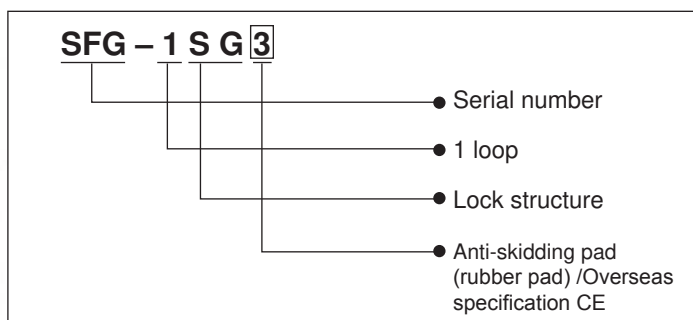 SFG – 1 S G 3
Serial number
1 loop
Lock structure
Anti-skidding pad
(rubber pad) /Overseas
specification CE